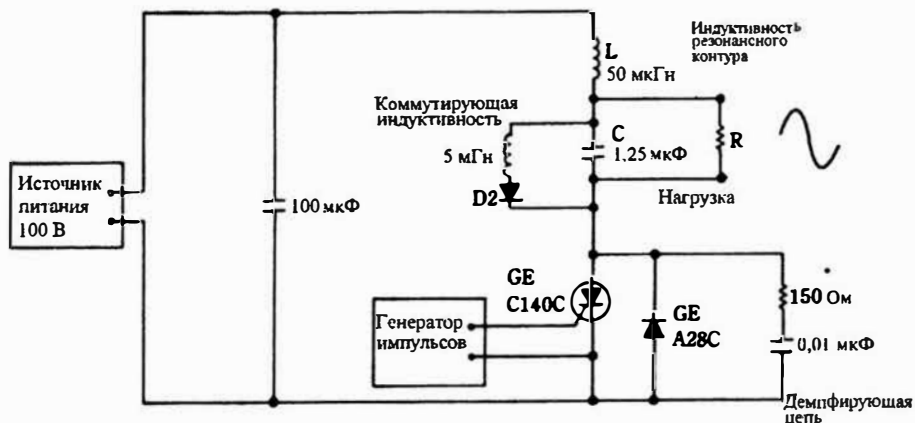 Индуктивность
резонансного
контура
L
50 мкГн
Коммутирующая
индуктивность
5 мГн
D2
C
1,25 мкФ
R
Нагрузка
Источник
питания
100 В
100 мкФ
GE
C140C
Генератор
импульсов
GE
A28C
150 Ом
0,01 мкФ
Демпфирующая
цепь